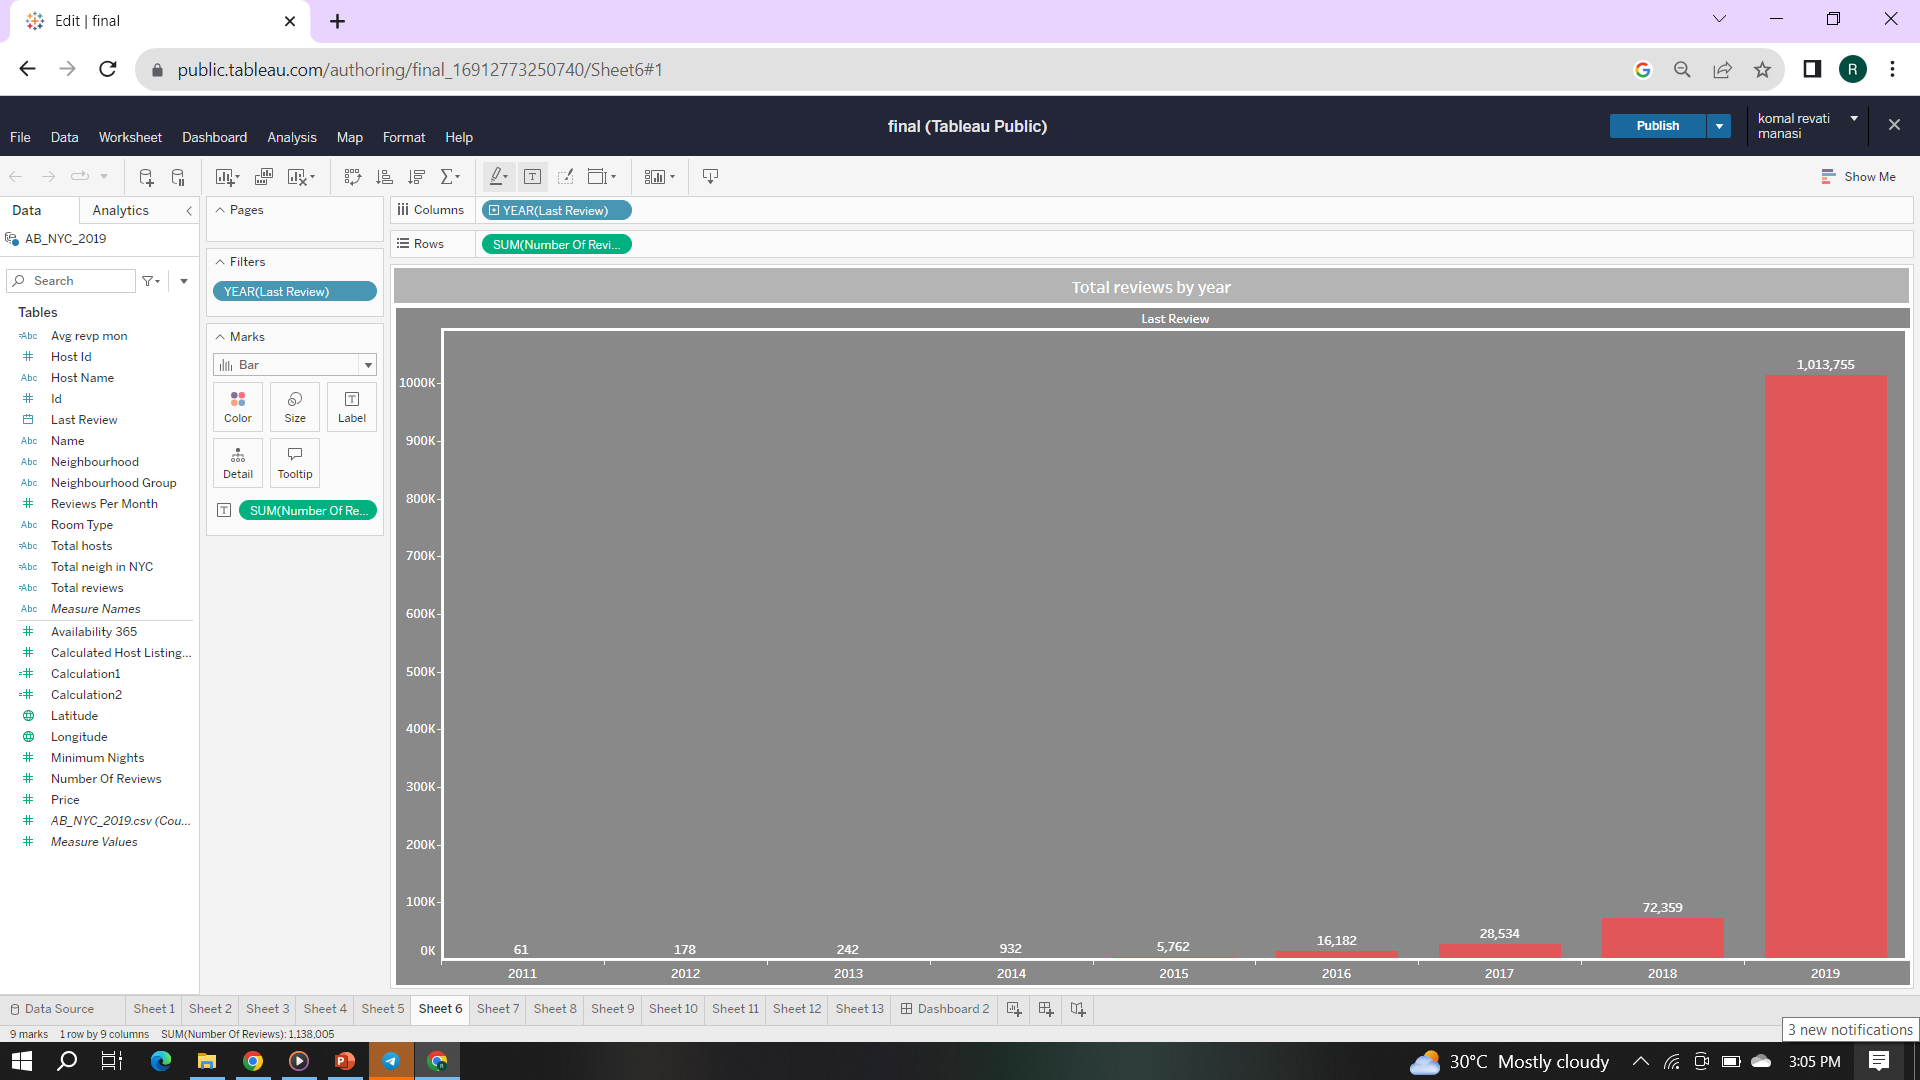 Edit | final
public.tableau.com/authoring/final_16912773250740/Sheet6#1
R
File Data Worksheet Dashboard Analysis Map Format Help
final (Tableau Public)
Publish
komal revati
manasi
Show Me
Data Analytics
AB_NYC_2019
Search
Tables
Abc Avg revp mon
Host Id
Abc Host Name
Id
Last Review
Abc Name
Abc Neighbourhood
Abc Neighbourhood Group
Reviews Per Month
Abc Room Type
Abc Total hosts
Abc Total neigh in NYC
Abc Total reviews
Abc Measure Names
Availability 365
Calculated Host Listing...
Calculation1
Calculation2
Latitude
Longitude
Minimum Nights
Number Of Reviews
Price
AB_NYC_2019.csv (Cou...
Measure Values
Pages
Filters
YEAR(Last Review)
Marks
Bar
Color Size Label
Detail Tooltip
SUM(Number Of Re...
Columns YEAR(Last Review)
Rows SUM(Number Of Revi...
Total reviews by year
Last Review
1000K
900K
800K
700K
600K
500K
400K
300K
200K
100K
0K
61 178 242 932 5,762 16,182 28,534 72,359 1,013,755
2011 2012 2013 2014 2015 2016 2017 2018 2019
Data Source Sheet 1 Sheet 2 Sheet 3 Sheet 4 Sheet 5 Sheet 6 Sheet 7 Sheet 8 Sheet 9 Sheet 10 Sheet 11 Sheet 12 Sheet 13 Dashboard 2
9 marks 1 row by 9 columns SUM(Number Of Reviews): 1,138,005
3 new notifications
30°C Mostly cloudy
3:05 PM